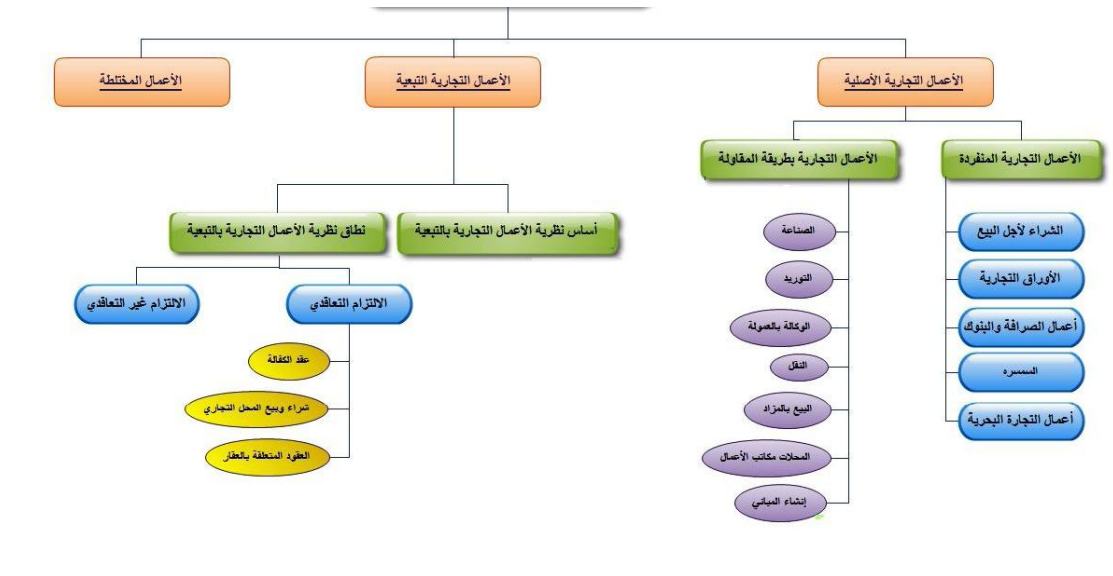 الأعمال التجارية الأصلية
الأعمال التجارية التبعية
الأعمال المختلطة
الأعمال التجارية المنفردة
الأعمال التجارية بطريقة المقاولة
الشراء لأجل البيع
الأوراق التجارية
أعمال الصرافة والبنوك
السمسره
أعمال التجارة البحرية
الصناعة
التوريد
الوكالة بالعمولة
النقل
البيع بالمزاد
المحلات مكاتب الأعمال
إنشاء المباني
أساس نظرية الأعمال التجارية بالتبعية
نطاق نظرية الأعمال التجارية بالتبعية
الالتزام التعاقدي
الالتزام غير التعاقدي
عقد الكفالة
شراء وبيع المحل التجاري
العقود المتعلقة بالعقار